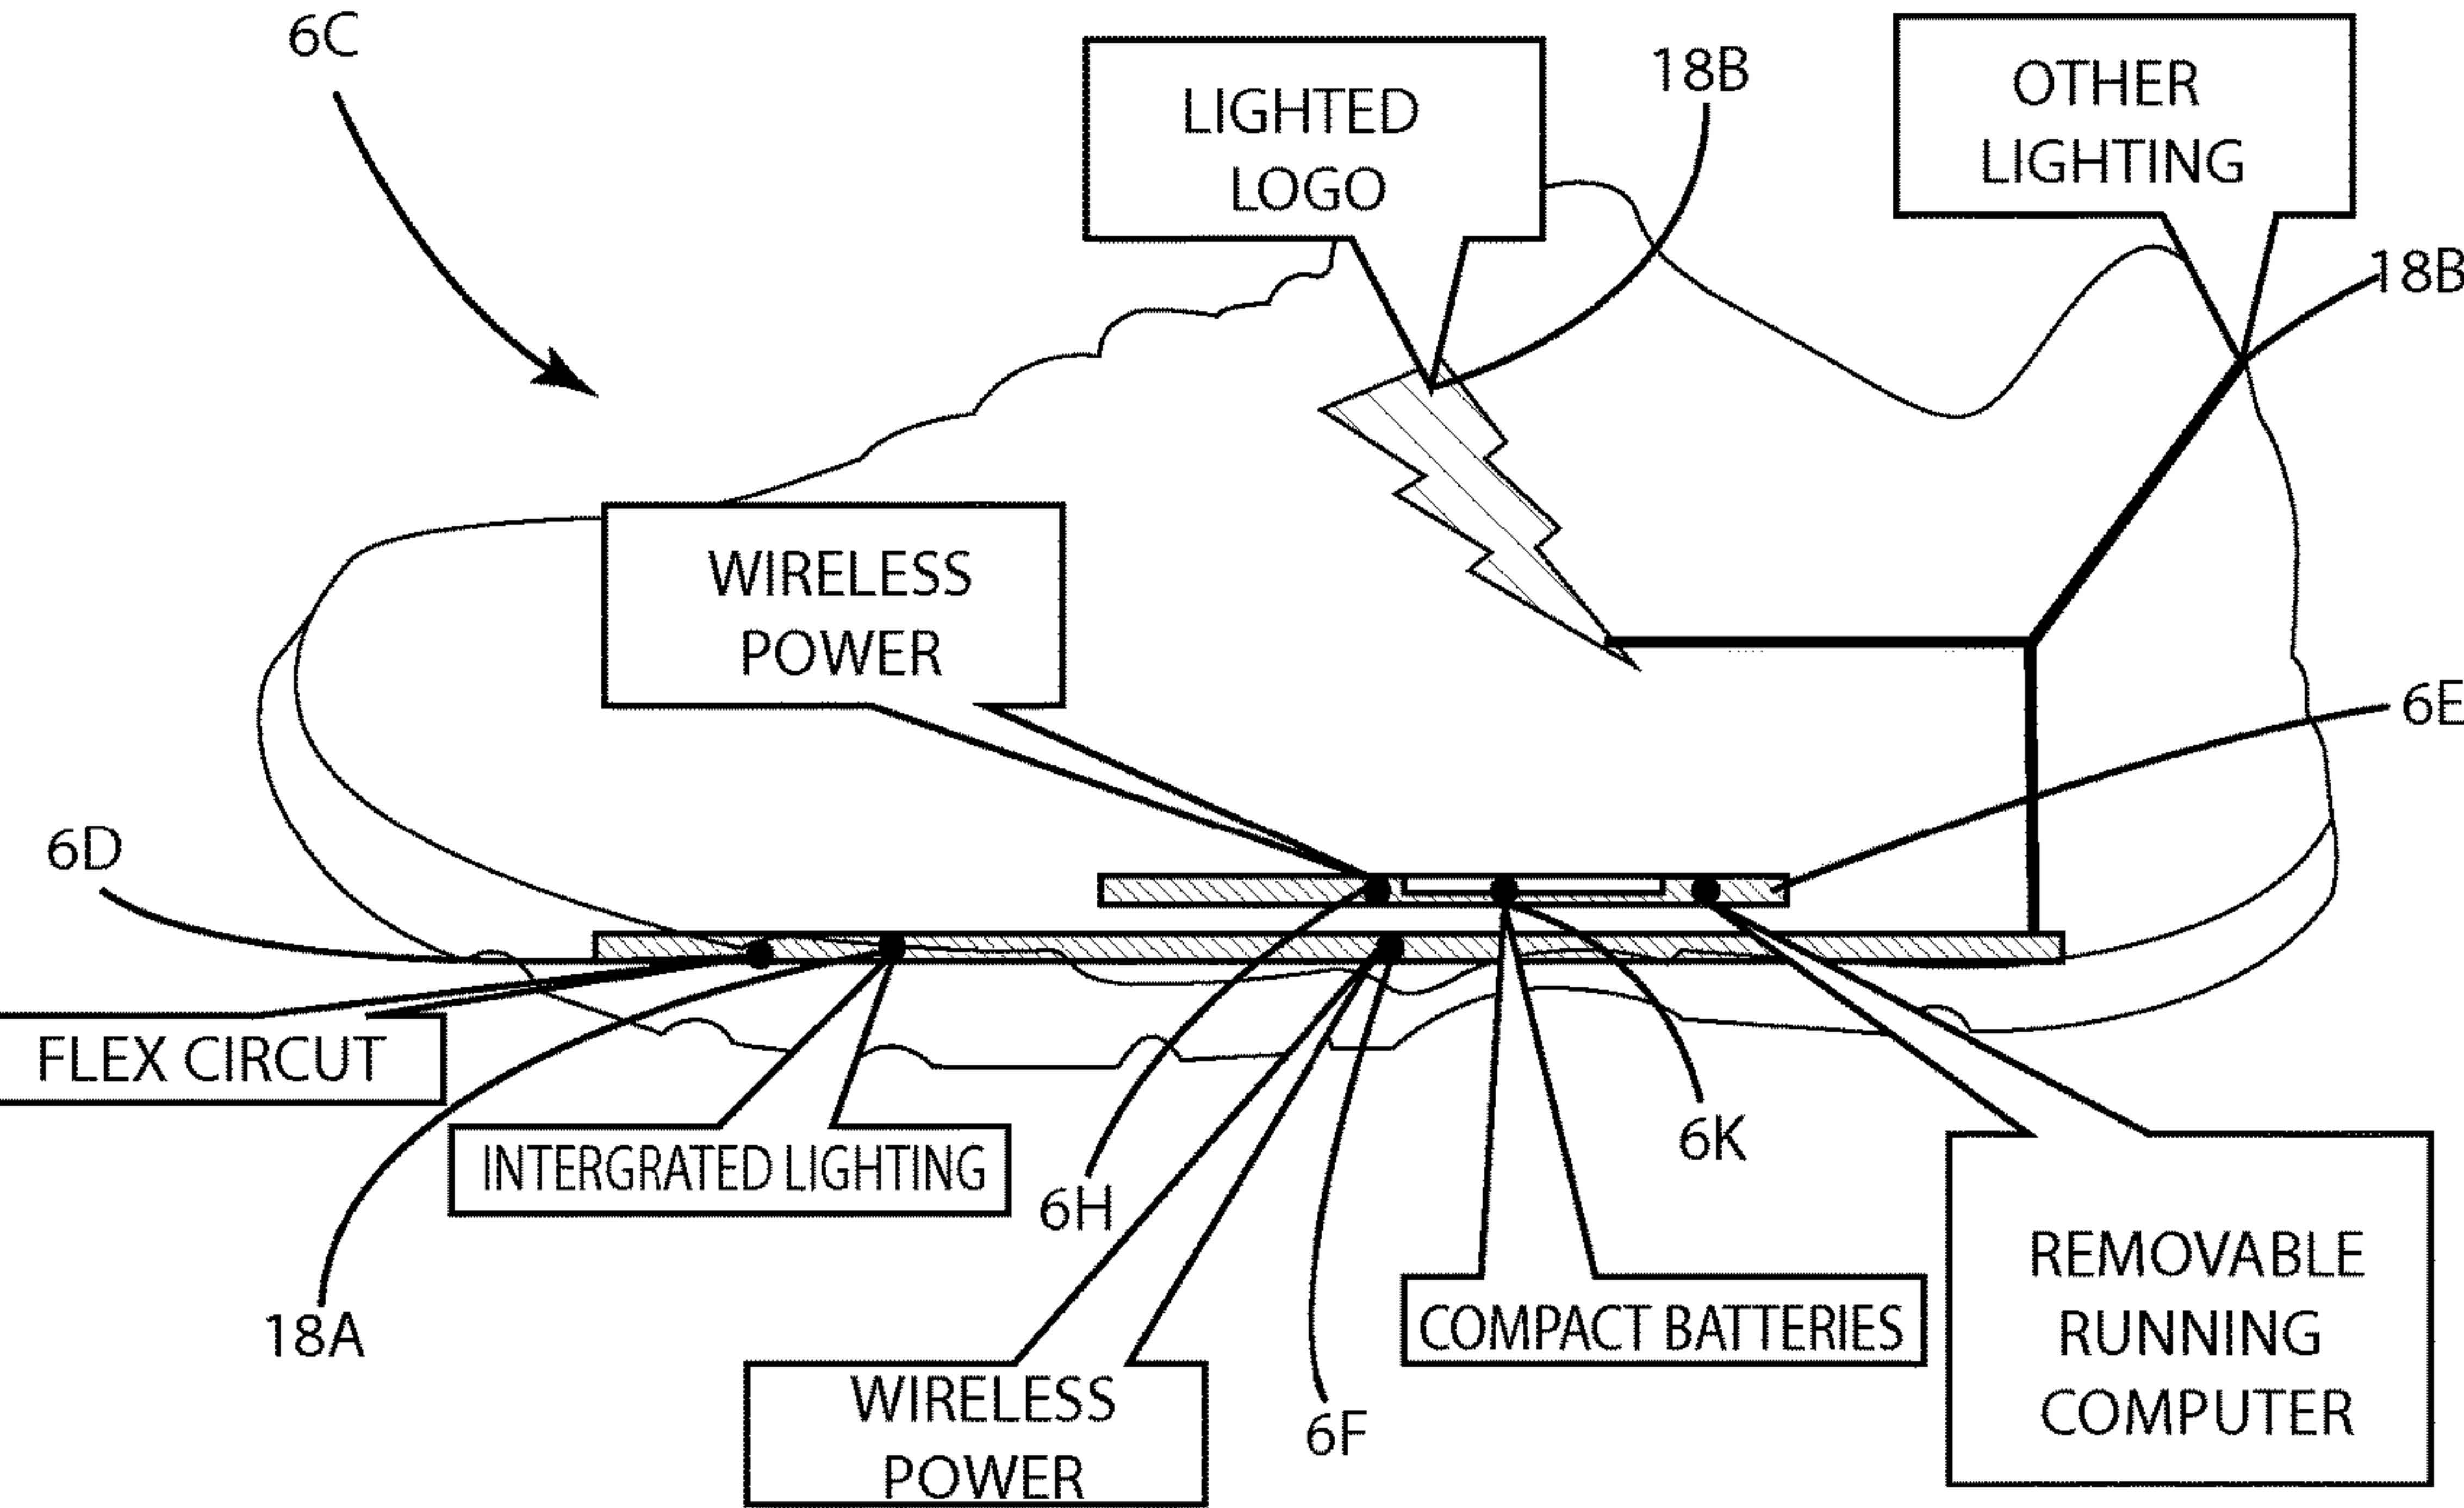 6C
LIGHTED
LOGO
18B
OTHER
LIGHTING
18B
WIRELESS
POWER
6E
6D
FLEX CIRCUT
INTERGRATED LIGHTING
6H
6K
18A
WIRELESS
POWER
6F
COMPACT BATTERIES
REMOVABLE
RUNNING
COMPUTER